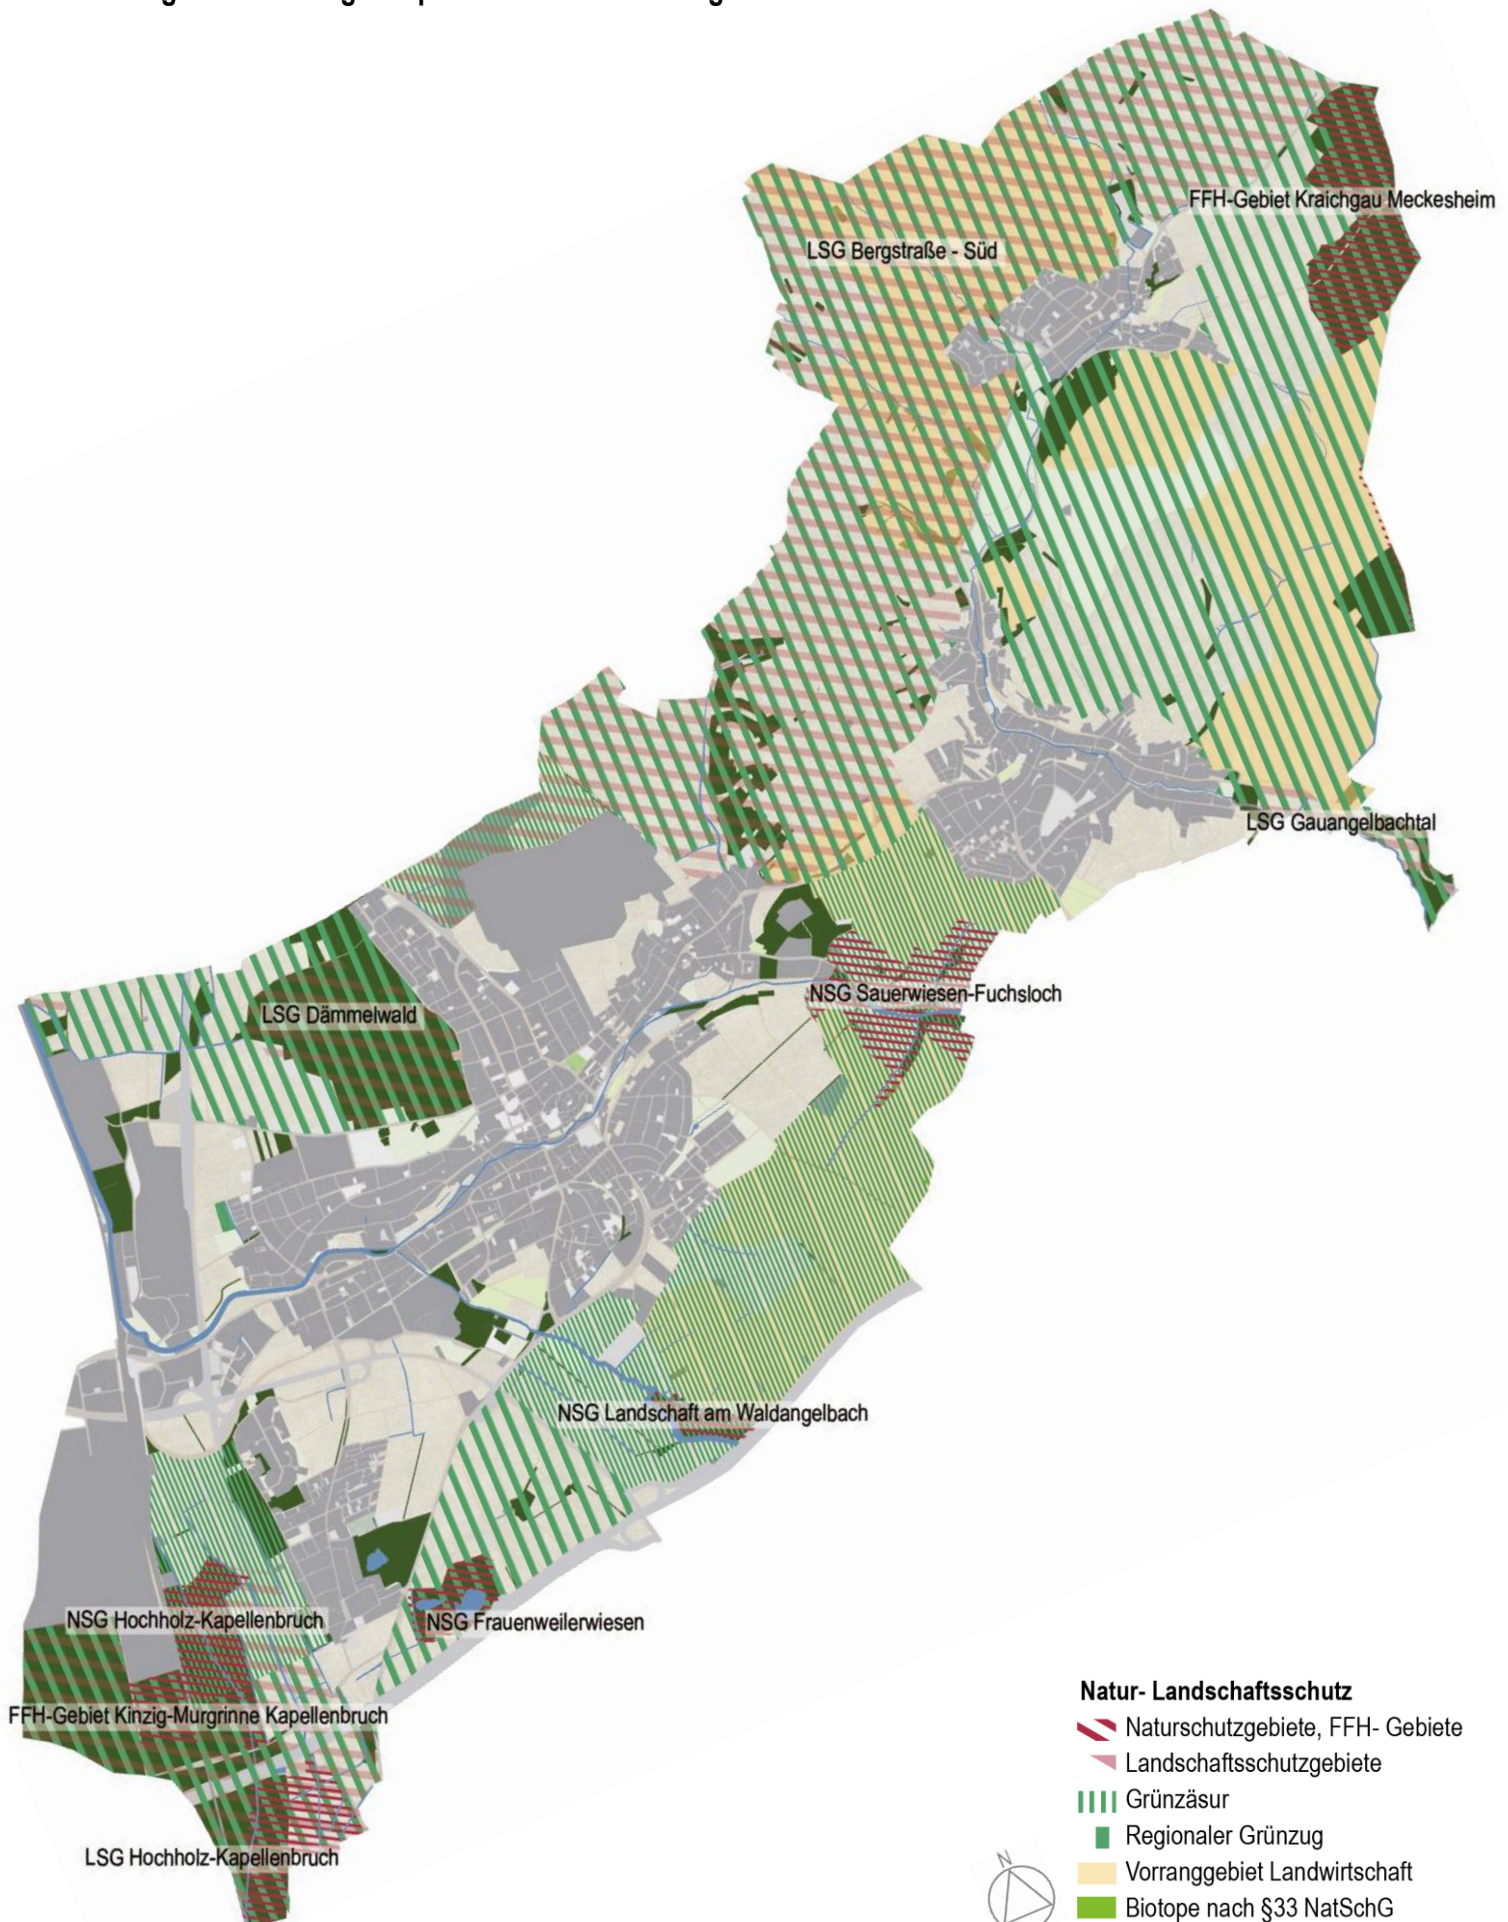 FFH-Gebiet Kraichgau Meckesheim
LSG Bergstraße - Süd
LSG Gauangelbachtal
NSG Sauerwiesen-Fuchsloch
LSG Dämmelwald
NSG Landschaft am Waldangelbach
NSG Hochholz-Kapellenbruch
NSG Frauenweilerwiesen
FFH-Gebiet Kinzig-Murgrinne Kapellenbruch
LSG Hochholz-Kapellenbruch
Natur- Landschaftsschutz
Naturschutzgebiete, FFH- Gebiete
Landschaftsschutzgebiete
Grünzäsur
Regionaler Grünzug
Vorranggebiet Landwirtschaft
Biotope nach §33 NatSchG
N